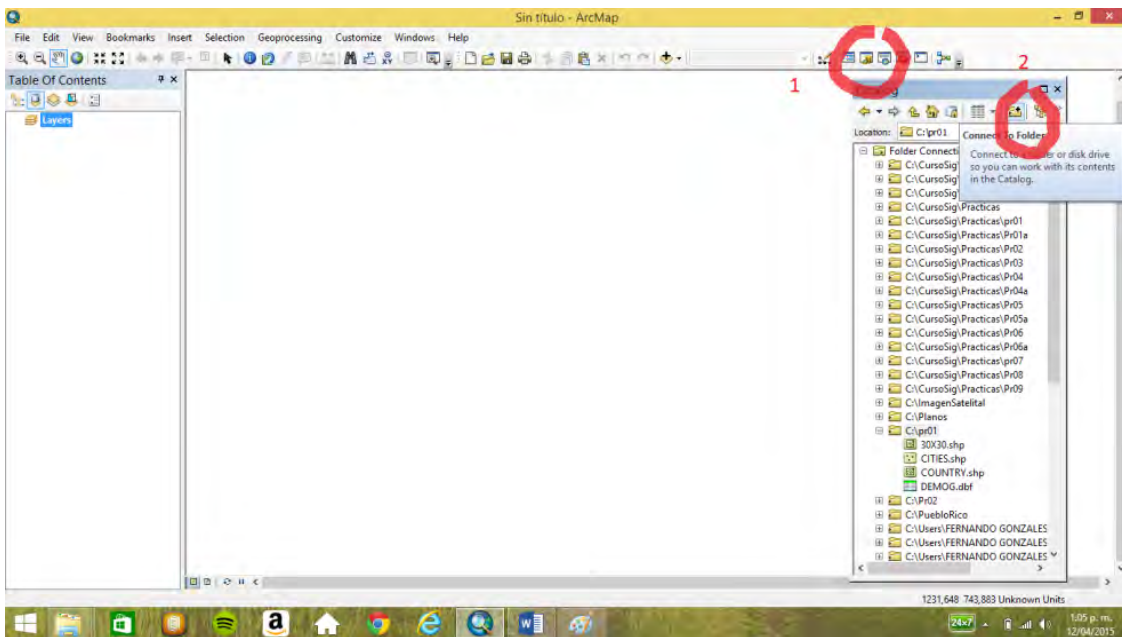 Sin título - ArcMap
File Edit View Bookmarks Insert Selection Geoprocessing Customize Windows Help
Table Of Contents
Layers
1
2
Catalog
Location: C:\pr01
Connect To Folder
Connect to a folder or disk drive
so you can work with its contents
in the Catalog.
Folder Connecti
C:\CursoSig
C:\CursoSig
C:\CursoSig
C:\CursoSig\Practicas
C:\CursoSig\Practicas\pr01
C:\CursoSig\Practicas\Pr01a
C:\CursoSig\Practicas\Pr02
C:\CursoSig\Practicas\Pr03
C:\CursoSig\Practicas\Pr04
C:\CursoSig\Practicas\Pr04a
C:\CursoSig\Practicas\Pr05
C:\CursoSig\Practicas\Pr05a
C:\CursoSig\Practicas\Pr06
C:\CursoSig\Practicas\Pr06a
C:\CursoSig\Practicas\pr07
C:\CursoSig\Practicas\Pr08
C:\CursoSig\Practicas\Pr09
C:\ImagenSatelital
C:\Planos
C:\pr01
30X30.shp
CITIES.shp
COUNTRY.shp
DEMOG.dbf
C:\Pr02
C:\PuebloRico
C:\Users\FERNANDO GONZALES
C:\Users\FERNANDO GONZALES
C:\Users\FERNANDO GONZALES
1231,648 743,883 Unknown Units
24x7
1:05 p. m.
12/04/2015